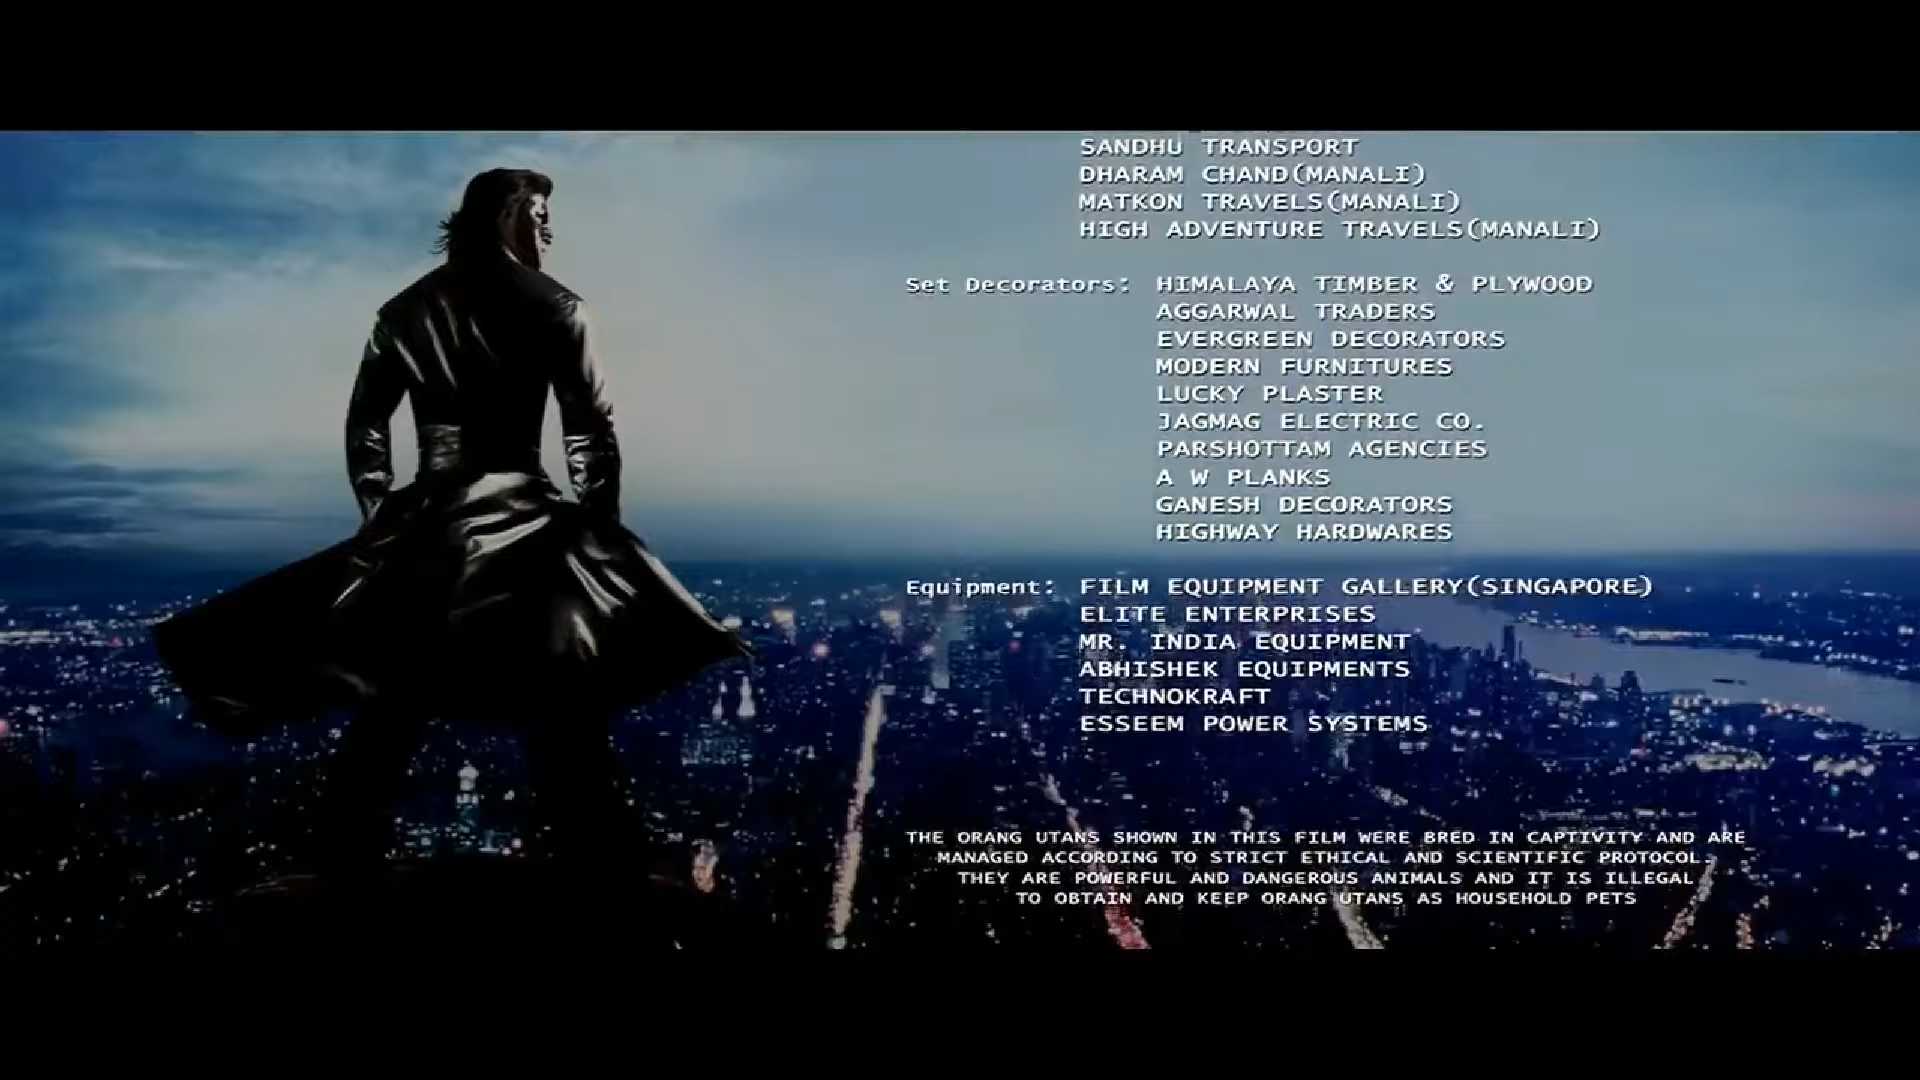 SANDHU TRANSPORT
DHARAM CHAND(MANALI)
MATKON TRAVELS(MANALI)
HIGH ADVENTURE TRAVELS(MANALI)
Set Decorators: HIMALAYA TIMBER & PLYWOOD
AGGARWAL TRADERS
EVERGREEN DECORATORS
MODERN FURNITURES
LUCKY PLASTER
JAGMAG ELECTRIC CO.
PARSHOTTAM AGENCIES
A W PLANKS
GANESH DECORATORS
HIGHWAY HARDWARES
Equipment: FILM EQUIPMENT GALLERY(SINGAPORE)
ELITE ENTERPRISES
MR. INDIA EQUIPMENT
ABHISHEK EQUIPMENTS
TECHNOKRAFT
ESSEEM POWER SYSTEMS
THE ORANG UTANS SHOWN IN THIS FILM WERE BRED IN CAPTIVITY AND ARE
MANAGED ACCORDING TO STRICT ETHICAL AND SCIENTIFIC PROTOCOL.
THEY ARE POWERFUL AND DANGEROUS ANIMALS AND IT IS ILLEGAL
TO OBTAIN AND KEEP ORANG UTANS AS HOUSEHOLD PETS